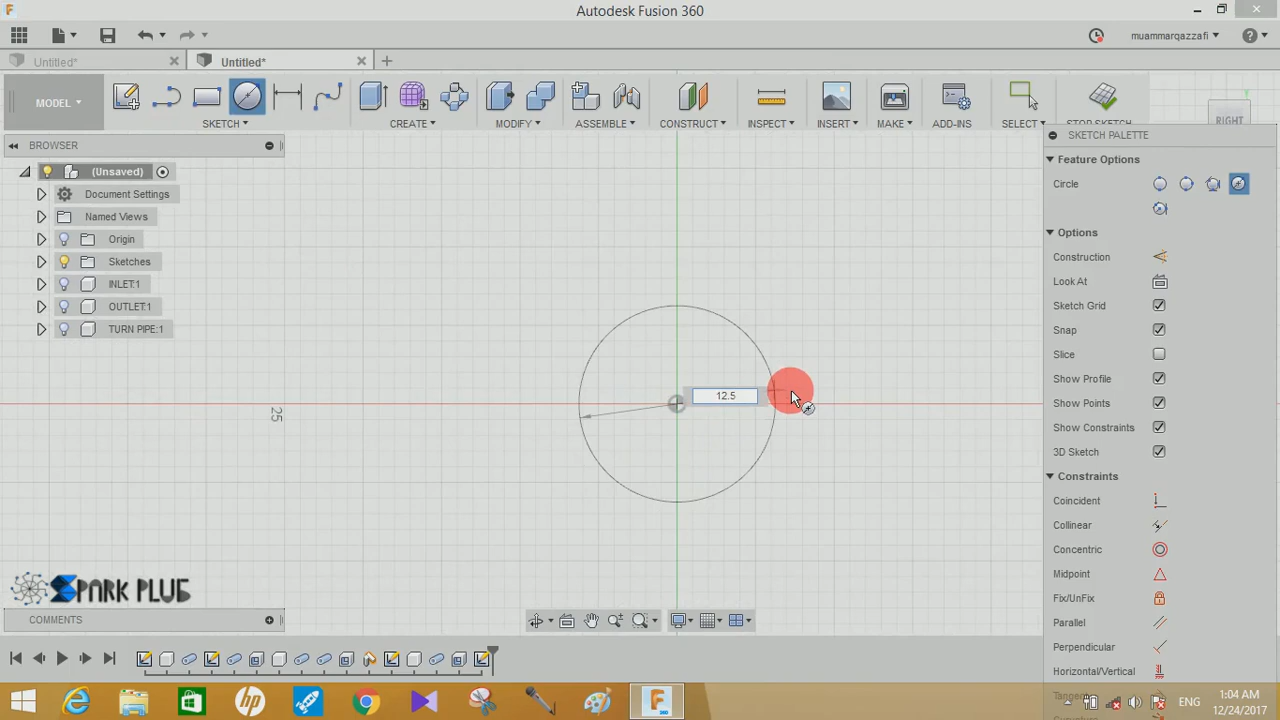 Autodesk Fusion 360
muammarqazzafi
Untitled*
Untitled*
MODEL
SKETCH
CREATE
MODIFY
ASSEMBLE
CONSTRUCT
INSPECT
INSERT
MAKE
ADD-INS
SELECT
STOP SKETCH
RIGHT
BROWSER
(Unsaved)
Document Settings
Named Views
Origin
Sketches
INLET:1
OUTLET:1
TURN PIPE:1
12.5
25
SKETCH PALETTE
Feature Options
Circle
Options
Construction
Look At
Sketch Grid
Snap
Slice
Show Profile
Show Points
Show Constraints
3D Sketch
Constraints
Coincident
Collinear
Concentric
Midpoint
Fix/UnFix
Parallel
Perpendicular
Horizontal/Vertical
SPARK PLUG
COMMENTS
ENG
1:04 AM
12/24/2017